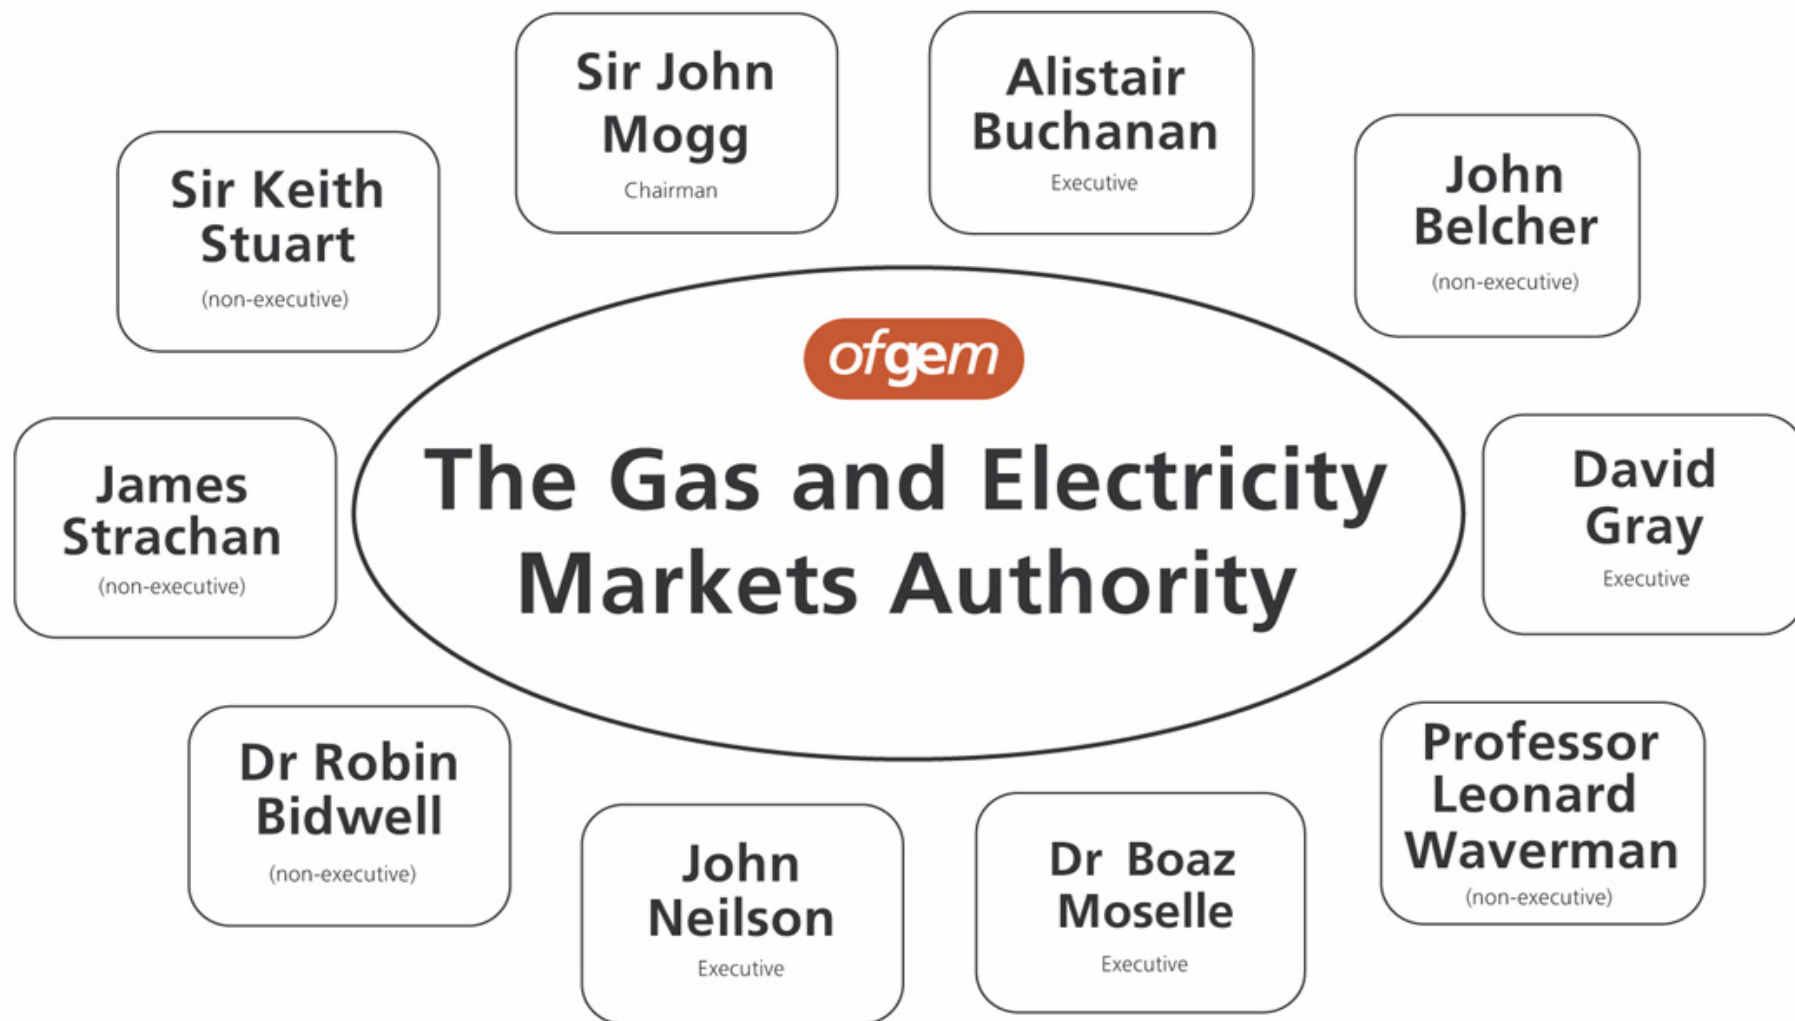 Sir John
Mogg
Chairman
Alistair
Buchanan
Executive
Sir Keith
Stuart
(non-executive)
John
Belcher
(non-executive)
ofgem
The Gas and Electricity
Markets Authority
James
Strachan
(non-executive)
David
Gray
Executive
Dr Robin
Bidwell
(non-executive)
Professor
Leonard
Waverman
(non-executive)
John
Neilson
Executive
Dr Boaz
Moselle
Executive